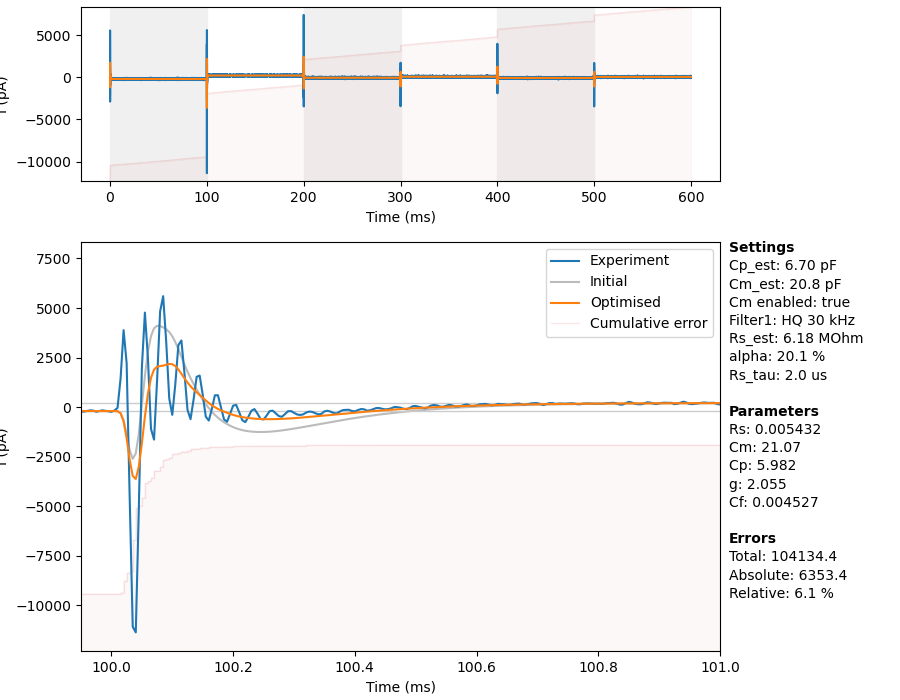 5000
0
−5000
−10000
I (pA)
0 100 200 300 400 500 600
Time (ms)
7500
5000
2500
0
−2500
−5000
−7500
−10000
I (pA)
Experiment
Initial
Optimised
Cumulative error
100.0 100.2 100.4 100.6 100.8 101.0
Time (ms)
Settings
Cp_est: 6.70 pF
Cm_est: 20.8 pF
Cm enabled: true
Filter1: HQ 30 kHz
Rs_est: 6.18 MOhm
alpha: 20.1 %
Rs_tau: 2.0 us
Parameters
Rs: 0.005432
Cm: 21.07
Cp: 5.982
g: 2.055
Cf: 0.004527
Errors
Total: 104134.4
Absolute: 6353.4
Relative: 6.1 %